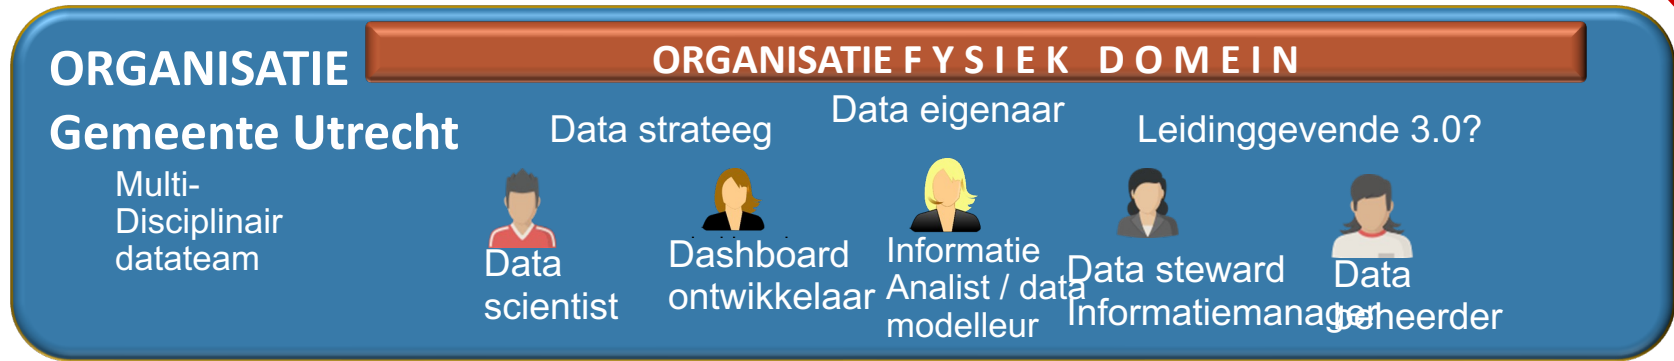 ORGANISATIE
Gemeente Utrecht
ORGANISATIE F Y S I E K D O M E I N
Data strateeg
Data eigenaar
Leidinggevende 3.0?
Multi-
Disciplinair
datateam
Data
scientist
Dashboard
ontwikkelaar
Informatie
Analist / data
modelleur
Data steward
Informatiemanager
Data
beheerder